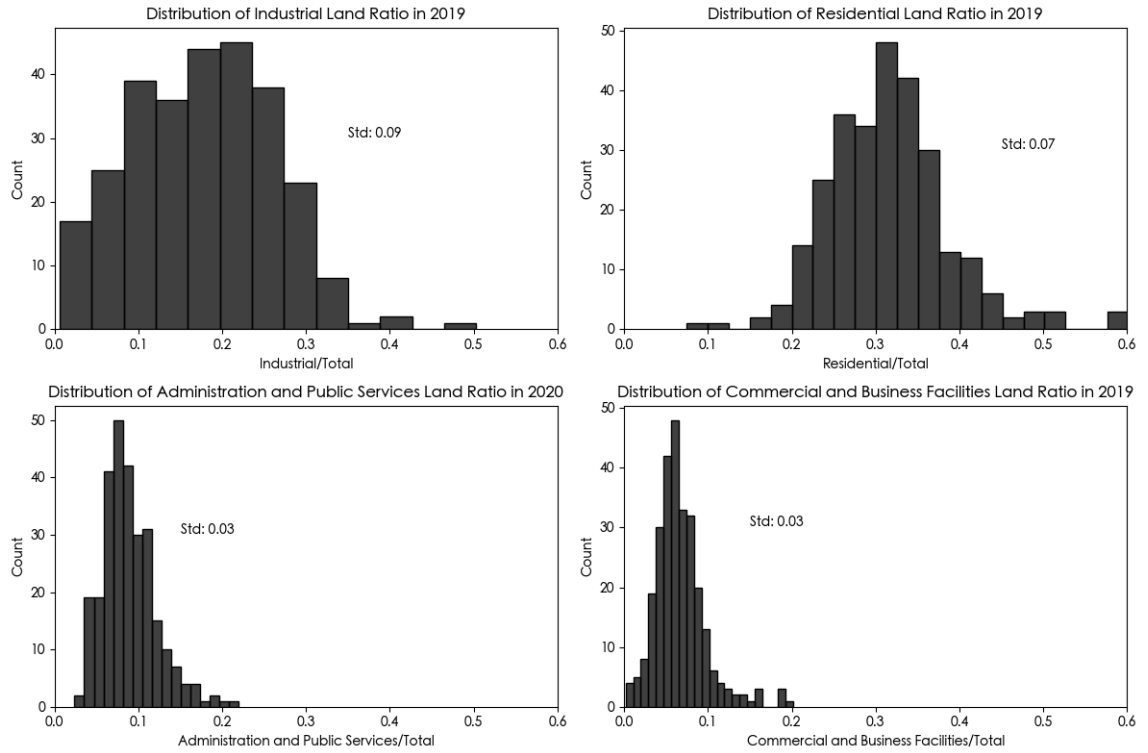 Distribution of Industrial Land Ratio in 2019
Count
40
30
20
10
0
Std: 0.09
0.0 0.1 0.2 0.3 0.4 0.5 0.6
Industrial/Total
Distribution of Residential Land Ratio in 2019
Count
50
40
30
20
10
0
Std: 0.07
0.0 0.1 0.2 0.3 0.4 0.5 0.6
Residential/Total
Distribution of Administration and Public Services Land Ratio in 2020
Count
50
40
30
20
10
0
Std: 0.03
0.0 0.1 0.2 0.3 0.4 0.5 0.6
Administration and Public Services/Total
Distribution of Commercial and Business Facilities Land Ratio in 2019
Count
50
40
30
20
10
0
Std: 0.03
0.0 0.1 0.2 0.3 0.4 0.5 0.6
Commercial and Business Facilities/Total